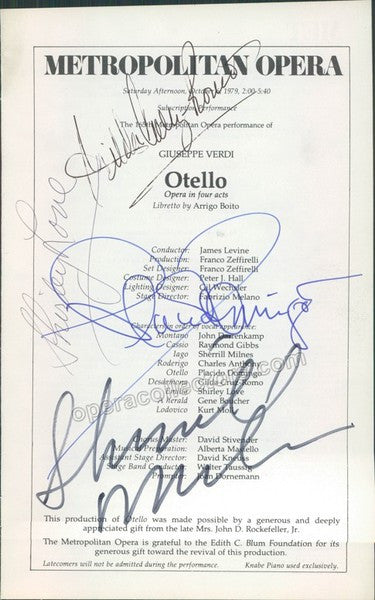 METROPOLITAN OPERA
Saturday Afternoon, 1979, 2:00-5:40
Subscription Performance
The Metropolitan Opera performance of
GIUSEPPE VERDI
Otello
Opera in four acts
Libretto by Arrigo Boito
Conductor: James Levine
Production: Franco Zeffirelli
Set Designer: Franco Zeffirelli
Costume Designer: Peter J. Hall
Lighting Designer: Gil Wechsler
Stage Director: Fabrizio Melano
Characters in order of vocal appearance:
Montano John Darrenkamp
Cassio Raymond Gibbs
Iago Sherrill Milnes
Roderigo Charles Anthony
Otello Placido Domingo
Desdemona Gilda Cruz-Romo
Emilia Shirley Love
A Herald Gene Boucher
Lodovico Kurt Moll
Chorus Master: David Stivender
Musical Preparation: Alberta Masiello
Assistant Stage Director: David Kneuss
Stage Band Conductor: Walter Taussig
Prompter: Joan Dornemann
This production of Otello was made possible by a generous and deeply
appreciated gift from the late Mrs. John D. Rockefeller, Jr.
The Metropolitan Opera is grateful to the Edith C. Blum Foundation for its
generous gift toward the revival of this production.
Latecomers will not be admitted during the performance. Knabe Piano used exclusively.
Shirley Love
operacollectibles.com